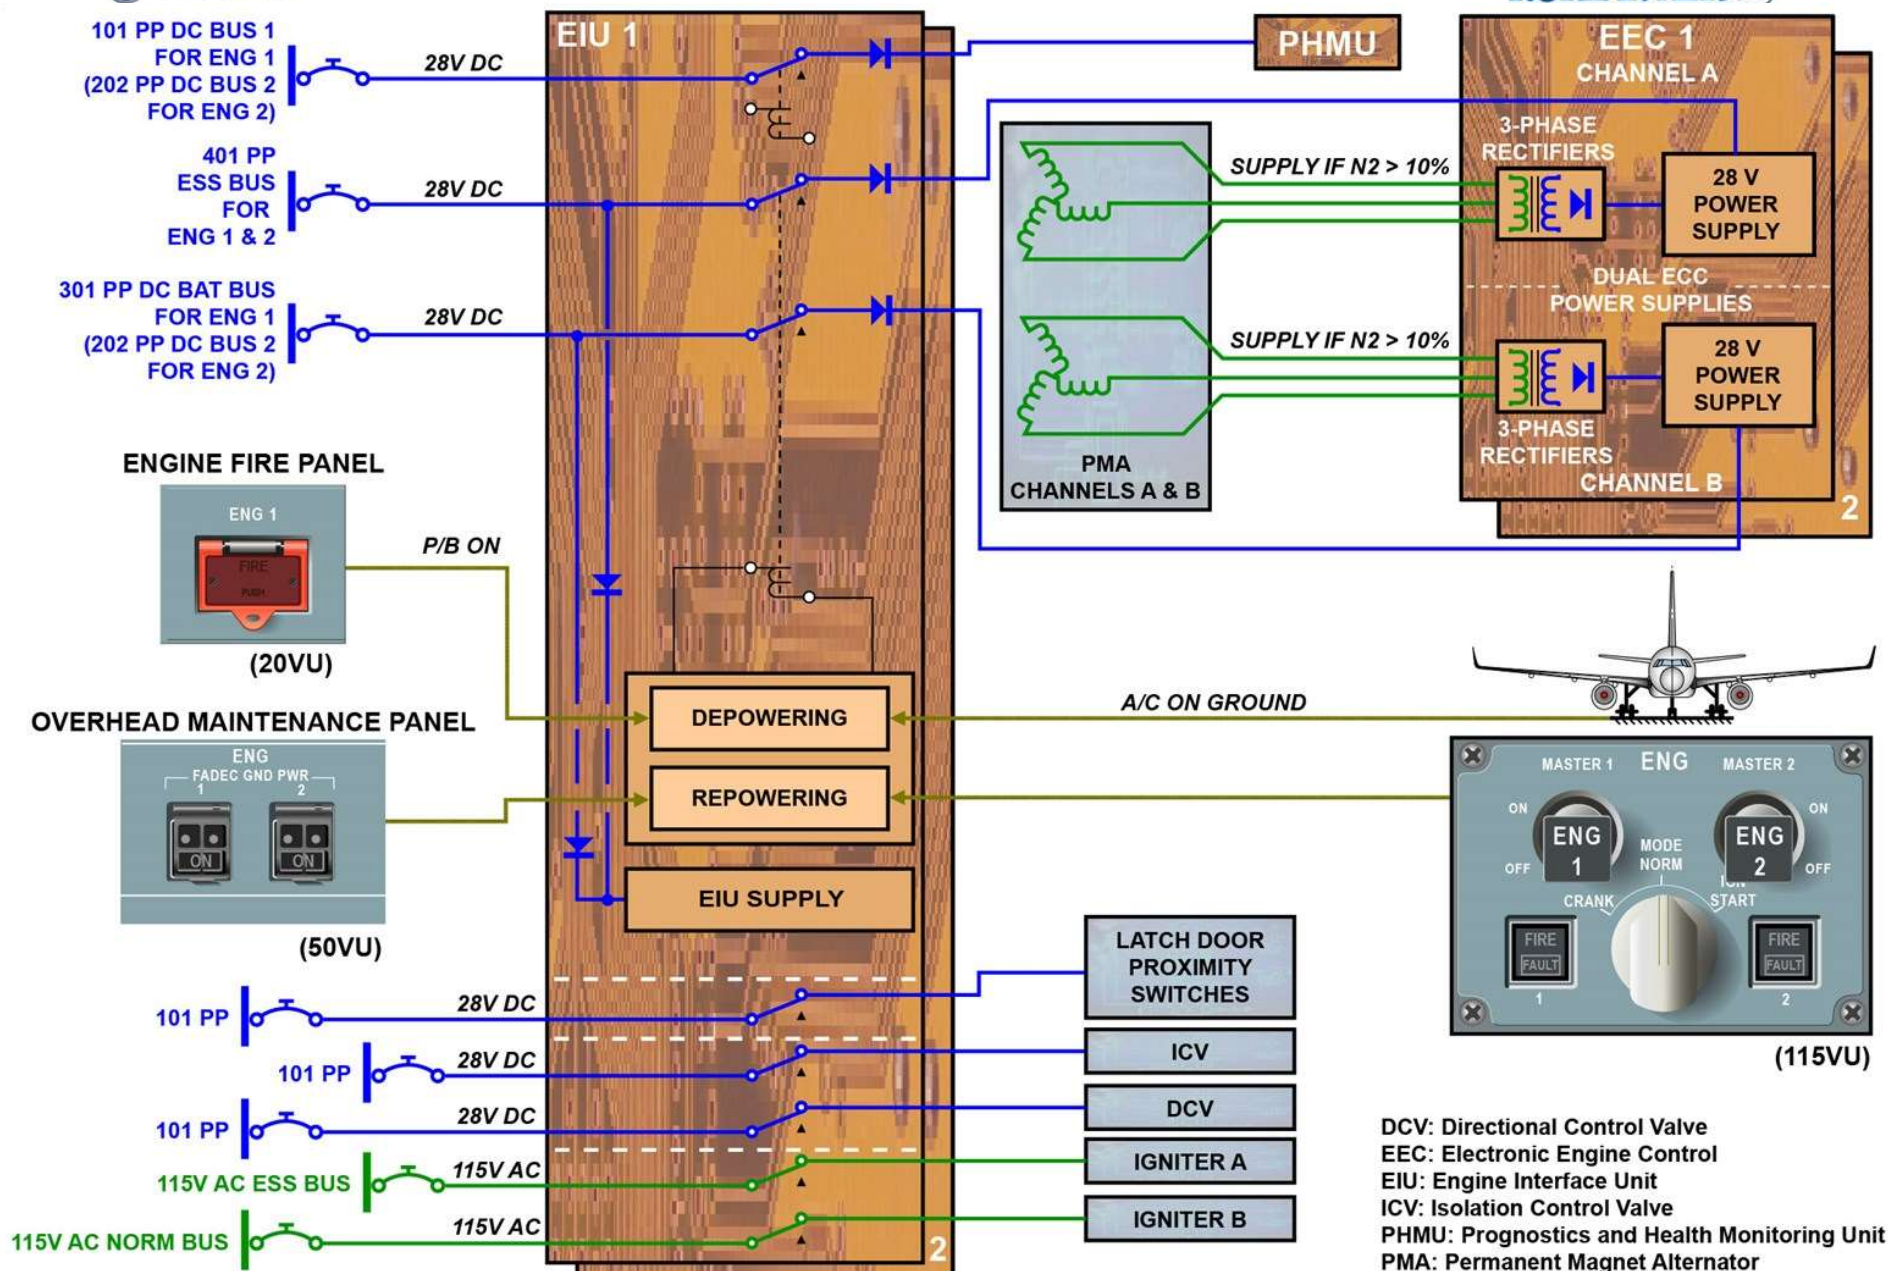 101 PP DC BUS 1
FOR ENG 1
(202 PP DC BUS 2
FOR ENG 2)
28V DC
EIU 1
PHMU
EEC 1
CHANNEL A
401 PP
ESS BUS
FOR
ENG 1 & 2
28V DC
3-PHASE
RECTIFIERS
SUPPLY IF N2 > 10%
28 V
POWER
SUPPLY
301 PP DC BAT BUS
FOR ENG 1
(202 PP DC BUS 2
FOR ENG 2)
28V DC
DUAL ECC
POWER SUPPLIES
SUPPLY IF N2 > 10%
28 V
POWER
SUPPLY
3-PHASE
RECTIFIERS
CHANNEL B
2
PMA
CHANNELS A & B
ENGINE FIRE PANEL
ENG 1
FIRE
PUSH
P/B ON
(20VU)
OVERHEAD MAINTENANCE PANEL
ENG
FADEC GND PWR
1 2
ON ON
(50VU)
DEPOWERING
A/C ON GROUND
REPOWERING
EIU SUPPLY
MASTER 1 ENG MASTER 2
ON ON
ENG
1
ENG
2
OFF OFF
MODE
NORM
CRANK
IGN
START
FIRE
FAULT
1
FIRE
FAULT
2
(115VU)
101 PP
28V DC
LATCH DOOR
PROXIMITY
SWITCHES
101 PP
28V DC
ICV
101 PP
28V DC
DCV
115V AC ESS BUS
115V AC
IGNITER A
115V AC NORM BUS
115V AC
IGNITER B
2
DCV: Directional Control Valve
EEC: Electronic Engine Control
EIU: Engine Interface Unit
ICV: Isolation Control Valve
PHMU: Prognostics and Health Monitoring Unit
PMA: Permanent Magnet Alternator